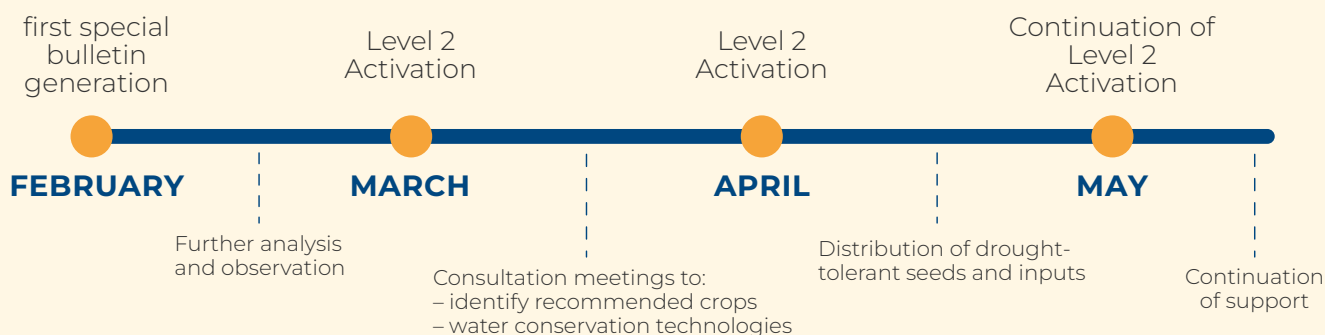 first special
bulletin
generation
Level 2
Activation
Level 2
Activation
Continuation of
Level 2
Activation
FEBRUARY
MARCH
APRIL
MAY
Further analysis
and observation
Consultation meetings to:
– identify recommended crops
– water conservation technologies
Distribution of drought-
tolerant seeds and inputs
Continuation
of support